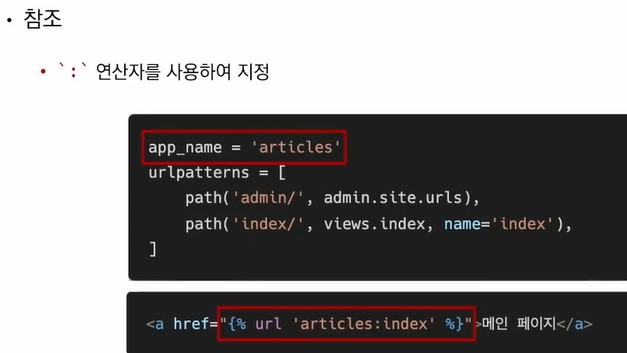 • 참조
• `:` 연산자를 사용하여 지정
app_name = 'articles'
urlpatterns = [
    path('admin/', admin.site.urls),
    path('index/', views.index, name='index'),
]
<a href="{% url 'articles:index' %}">메인 페이지</a>